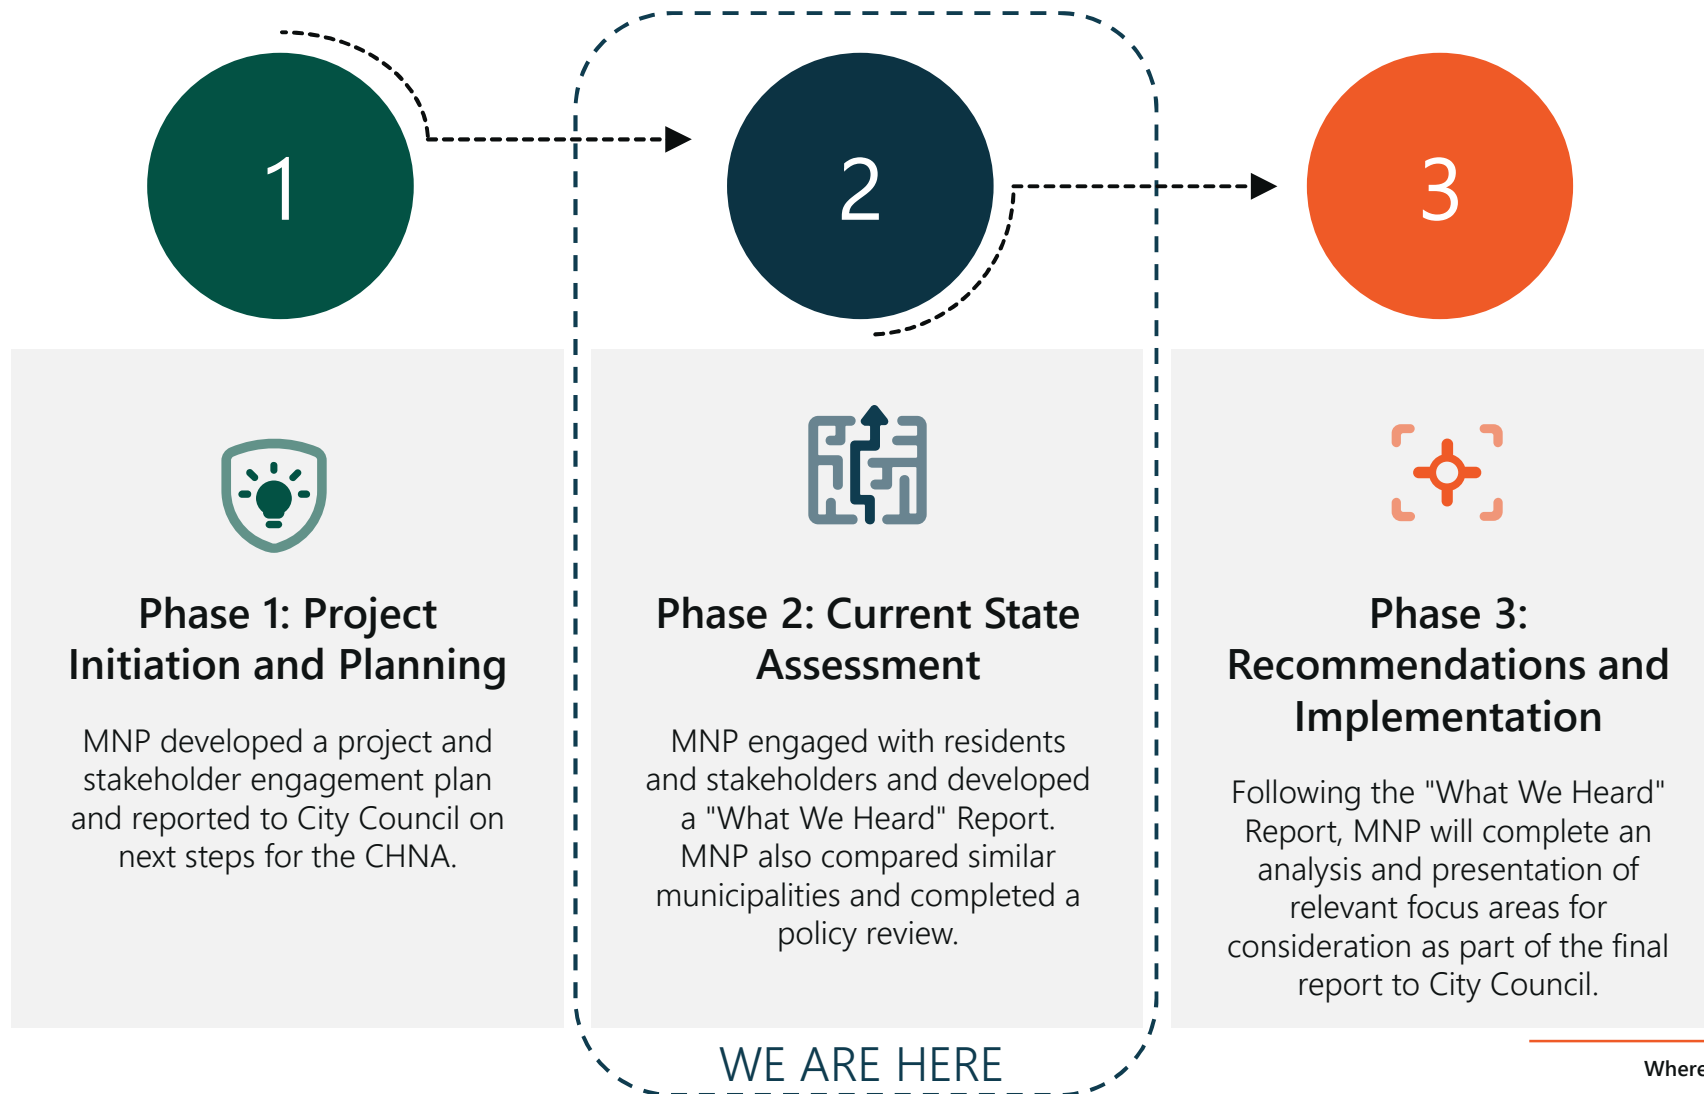 1
2
3
Phase 1: Project
Initiation and Planning
MNP developed a project and
stakeholder engagement plan
and reported to City Council on
next steps for the CHNA.
Phase 2: Current State
Assessment
MNP engaged with residents
and stakeholders and developed
a "What We Heard" Report.
MNP also compared similar
municipalities and completed a
policy review.
Phase 3:
Recommendations and
Implementation
Following the "What We Heard"
Report, MNP will complete an
analysis and presentation of
relevant focus areas for
consideration as part of the final
report to City Council.
WE ARE HERE
Where